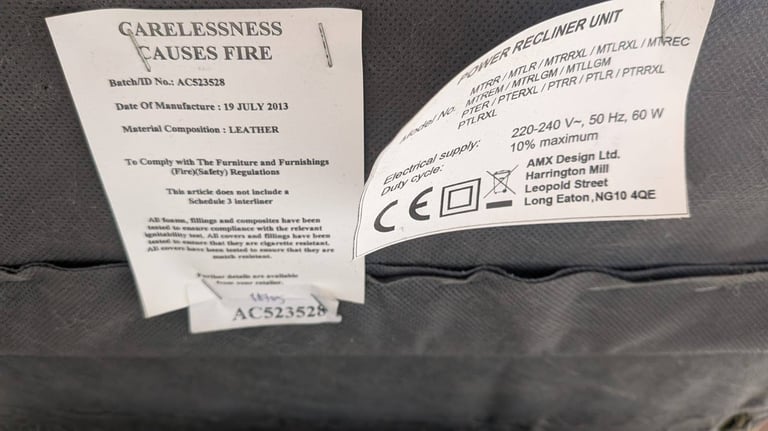 CARELESSNESS
CAUSES FIRE
Batch/ID No.: AC523528
Date Of Manufacture : 19 JULY 2013
Material Composition : LEATHER
To Comply with The Furniture and Furnishings
(Fire)(Safety) Regulations
This article does not include a
Schedule 3 interliner
All foams, fillings and composites have been
tested to ensure compliance with the relevant
ignitability test. All covers and fillings have been
tested to ensure that they are cigarette resistant.
All covers have been tested to ensure that they are
match resistant.
Further details are available
from your retailer.
AC523528
POWER RECLINER UNIT
Model No. MTRR / MTLR / MTRRXL / MTLRXL / MTREC
MTREM / MTRLGM / MTLLGM
PTER / PTERXL / PTRR / PTLR / PTRRXL
PTLRXL
Electrical supply: 220-240 V~, 50 Hz, 60 W
Duty cycle: 10% maximum
CE
AMX Design Ltd.
Harrington Mill
Leopold Street
Long Eaton,NG10 4QE